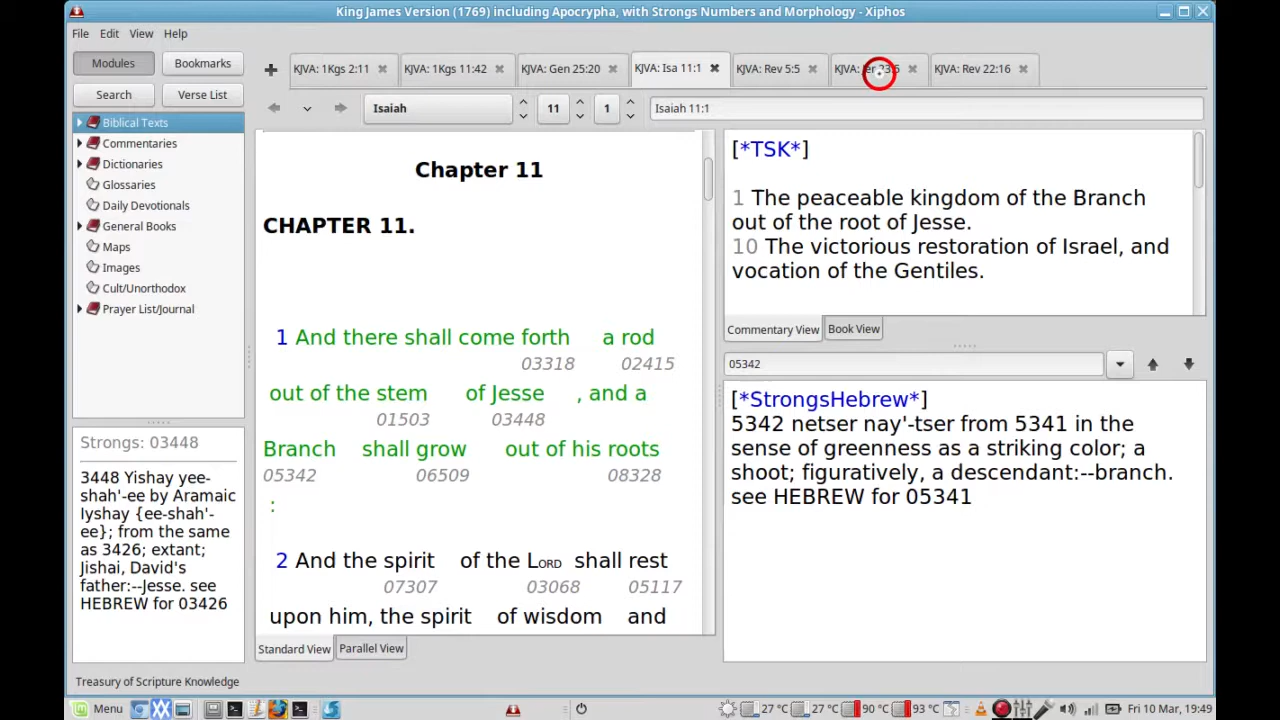 King James Version (1769) including Apocrypha, with Strongs Numbers and Morphology - Xiphos
File Edit View Help
Modules Bookmarks
Search Verse List
KJVA: 1Kgs 2:11
KJVA: 1Kgs 11:42
KJVA: Gen 25:20
KJVA: Isa 11:1
KJVA: Rev 5:5
KJVA: Jer 23:5
KJVA: Rev 22:16
Isaiah 11 1 Isaiah 11:1
Biblical Texts
Commentaries
Dictionaries
Glossaries
Daily Devotionals
General Books
Maps
Images
Cult/Unorthodox
Prayer List/Journal
Strongs: 03448
3448 Yishay yee-
shah'-ee by Aramaic
Iyshay {ee-shah'-
ee}; from the same
as 3426; extant;
Jishai, David's
father:--Jesse. see
HEBREW for 03426
Chapter 11
CHAPTER 11.
1 And there shall come forth a rod
03318 02415
out of the stem of Jesse , and a
01503 03448
Branch shall grow out of his roots
05342 06509 08328
:
2 And the spirit of the LORD shall rest
07307 03068 05117
upon him, the spirit of wisdom and
Standard View Parallel View
[*TSK*]
1 The peaceable kingdom of the Branch
out of the root of Jesse.
10 The victorious restoration of Israel, and
vocation of the Gentiles.
Commentary View Book View
05342
[*StrongsHebrew*]
5342 netser nay'-tser from 5341 in the
sense of greenness as a striking color; a
shoot; figuratively, a descendant:--branch.
see HEBREW for 05341
Treasury of Scripture Knowledge
Menu 27 °C 27 °C 90 °C 93 °C Fri 10 Mar, 19:49